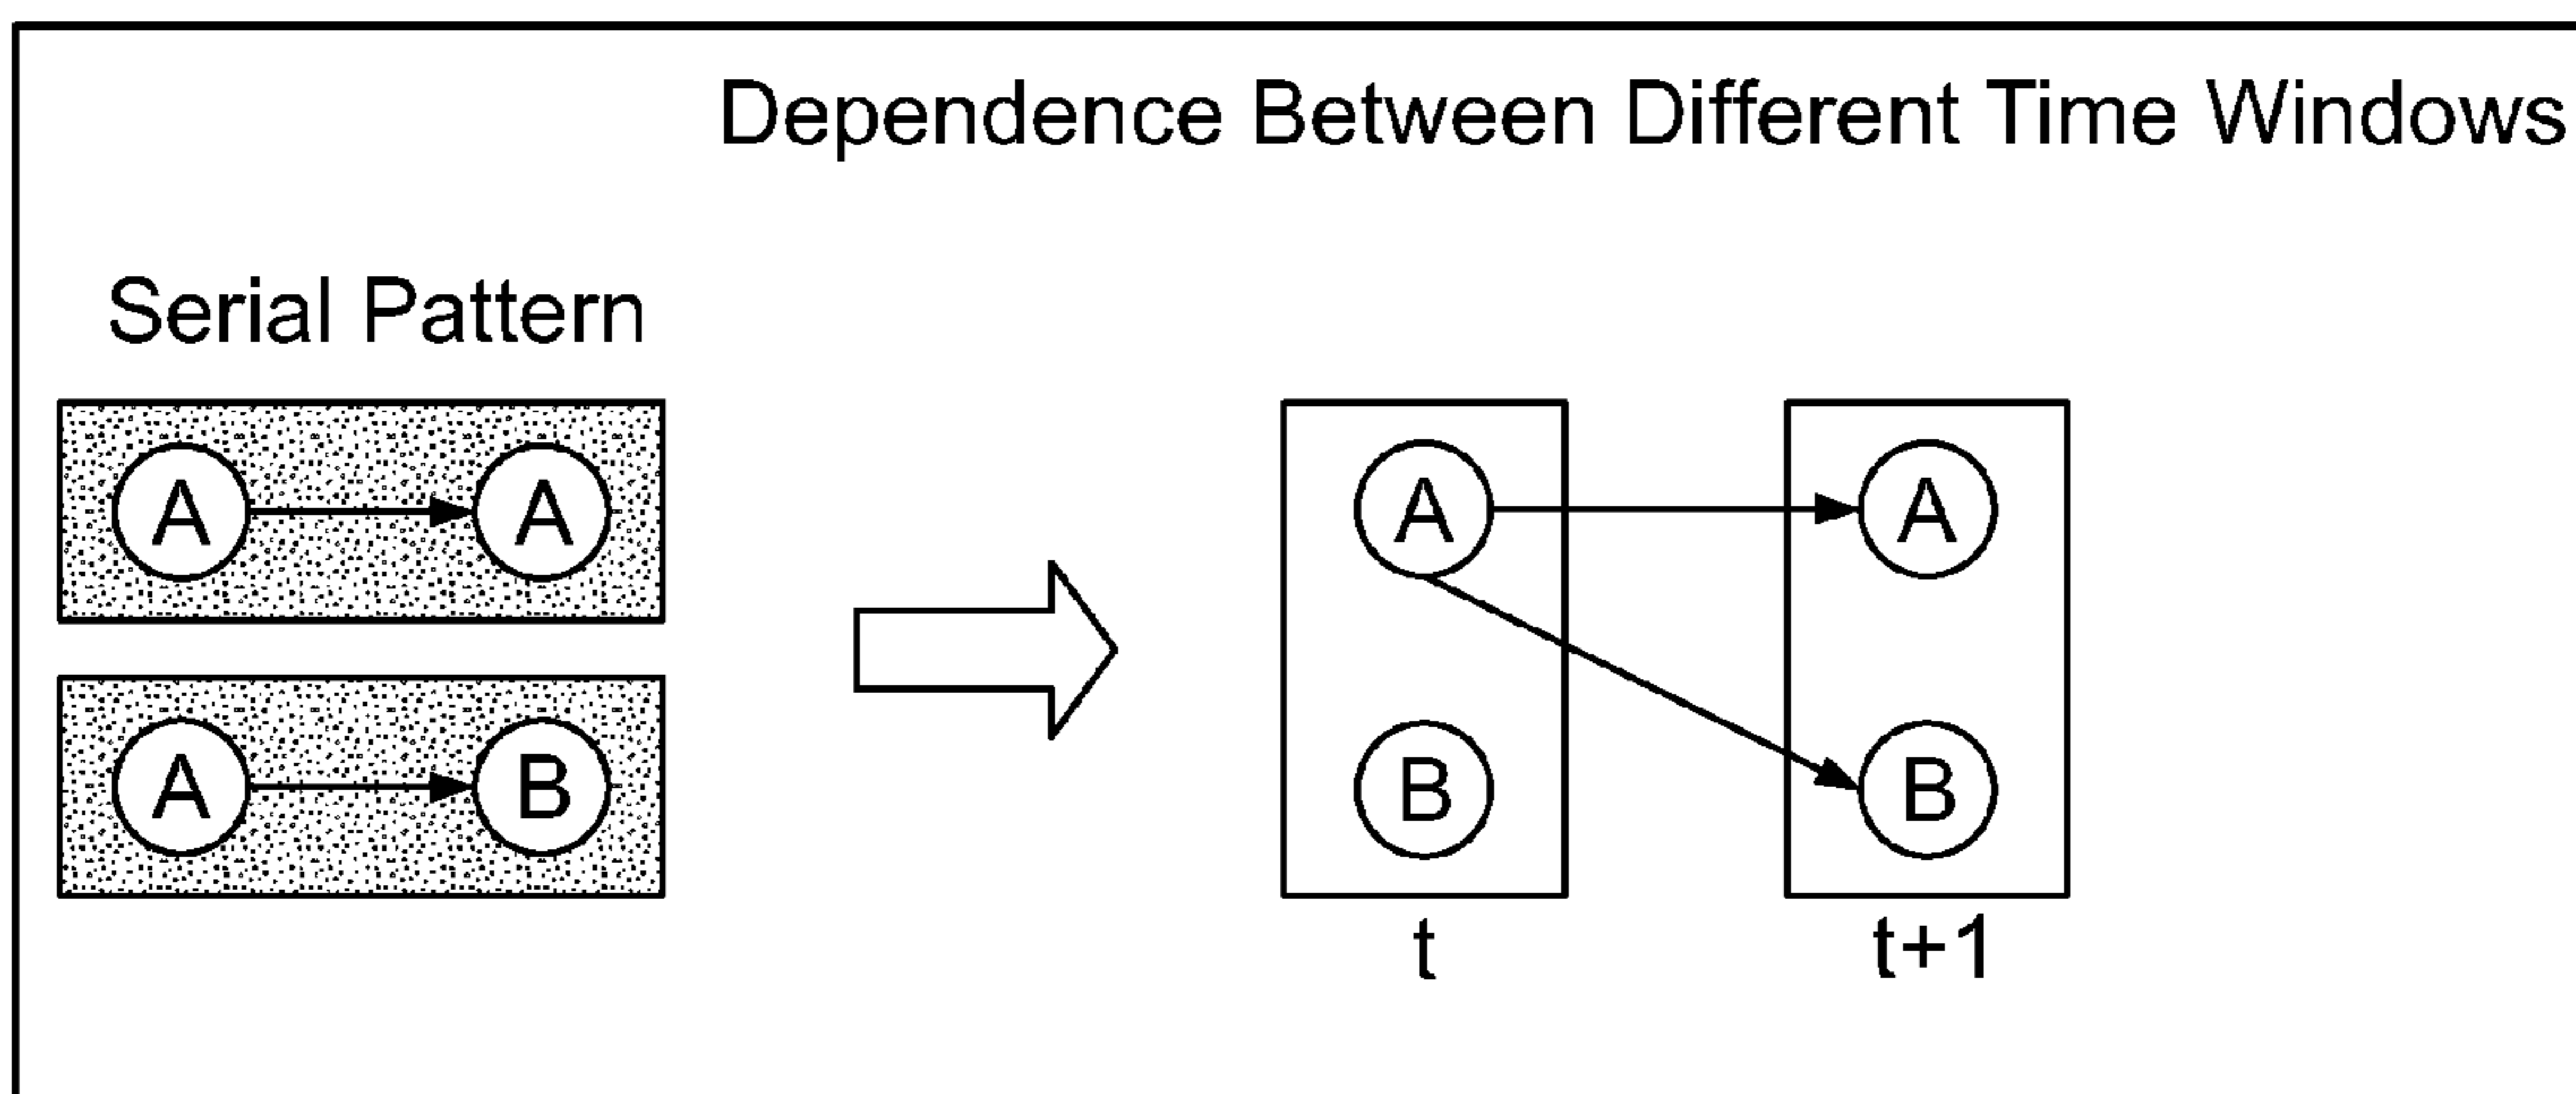 Dependence Between Different Time Windows
Serial Pattern
A A A A
A B B B
t t+1